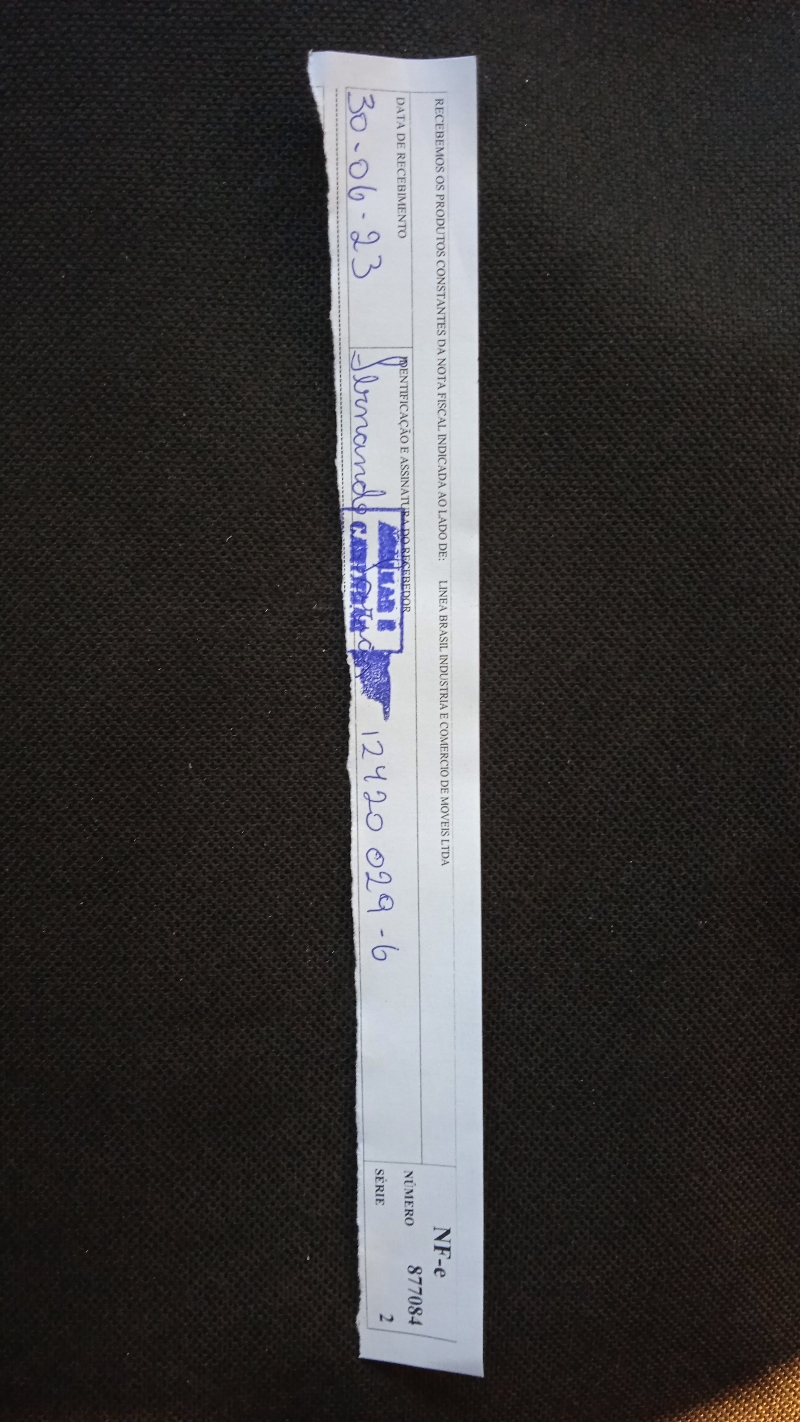 RECEBEMOS OS PRODUTOS CONSTANTES DA NOTA FISCAL INDICADA AO LADO DE: LINEA BRASIL INDUSTRIA E COMERCIO DE MOVEIS LTDA
DATA DE RECEBIMENTO
30-06-23
IDENTIFICAÇÃO E ASSINATURA DO RECEBEDOR
Fernando
12420029-6
NF-e
NÚMERO 877084
SÉRIE 2